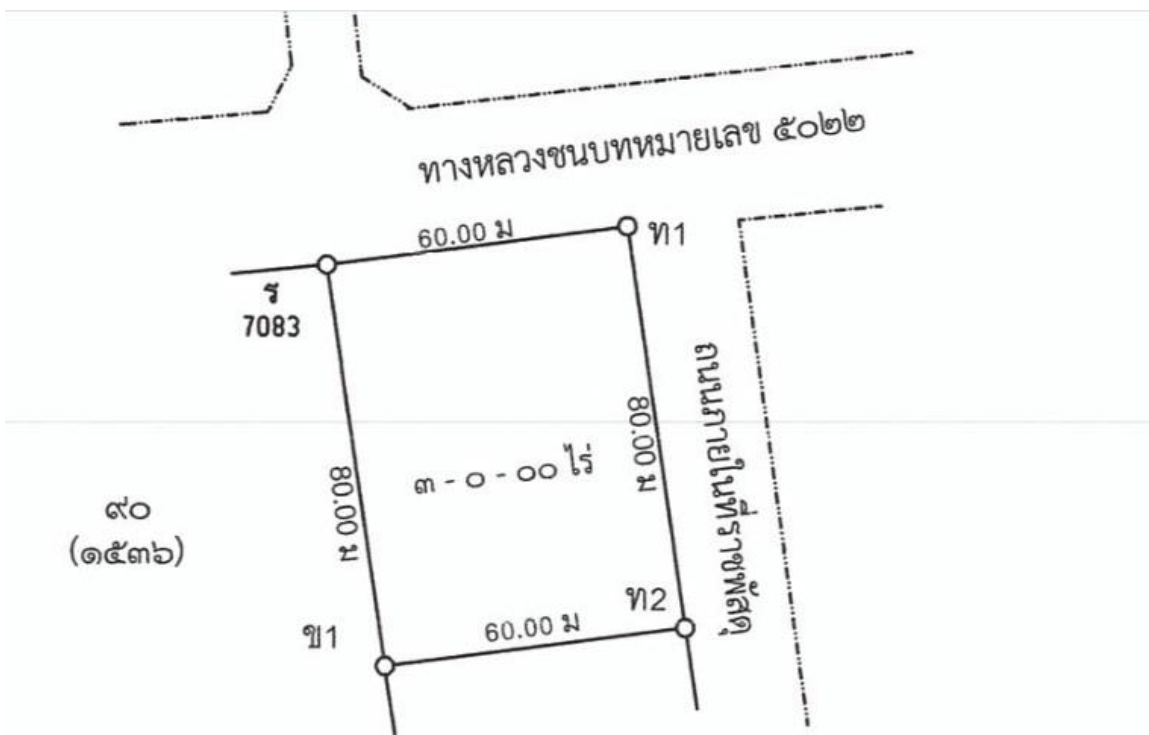 ทางหลวงชนบทหมายเลข ๕๐๒๒
60.00 ม
ท1
ร
7083
ถนนภายในที่ราชพัสดุ
80.00 ม
๓ - ๐ - ๐๐ ไร่
80.00 ม
๙๐
(๑๕๓๖)
ท2
ข1
60.00 ม